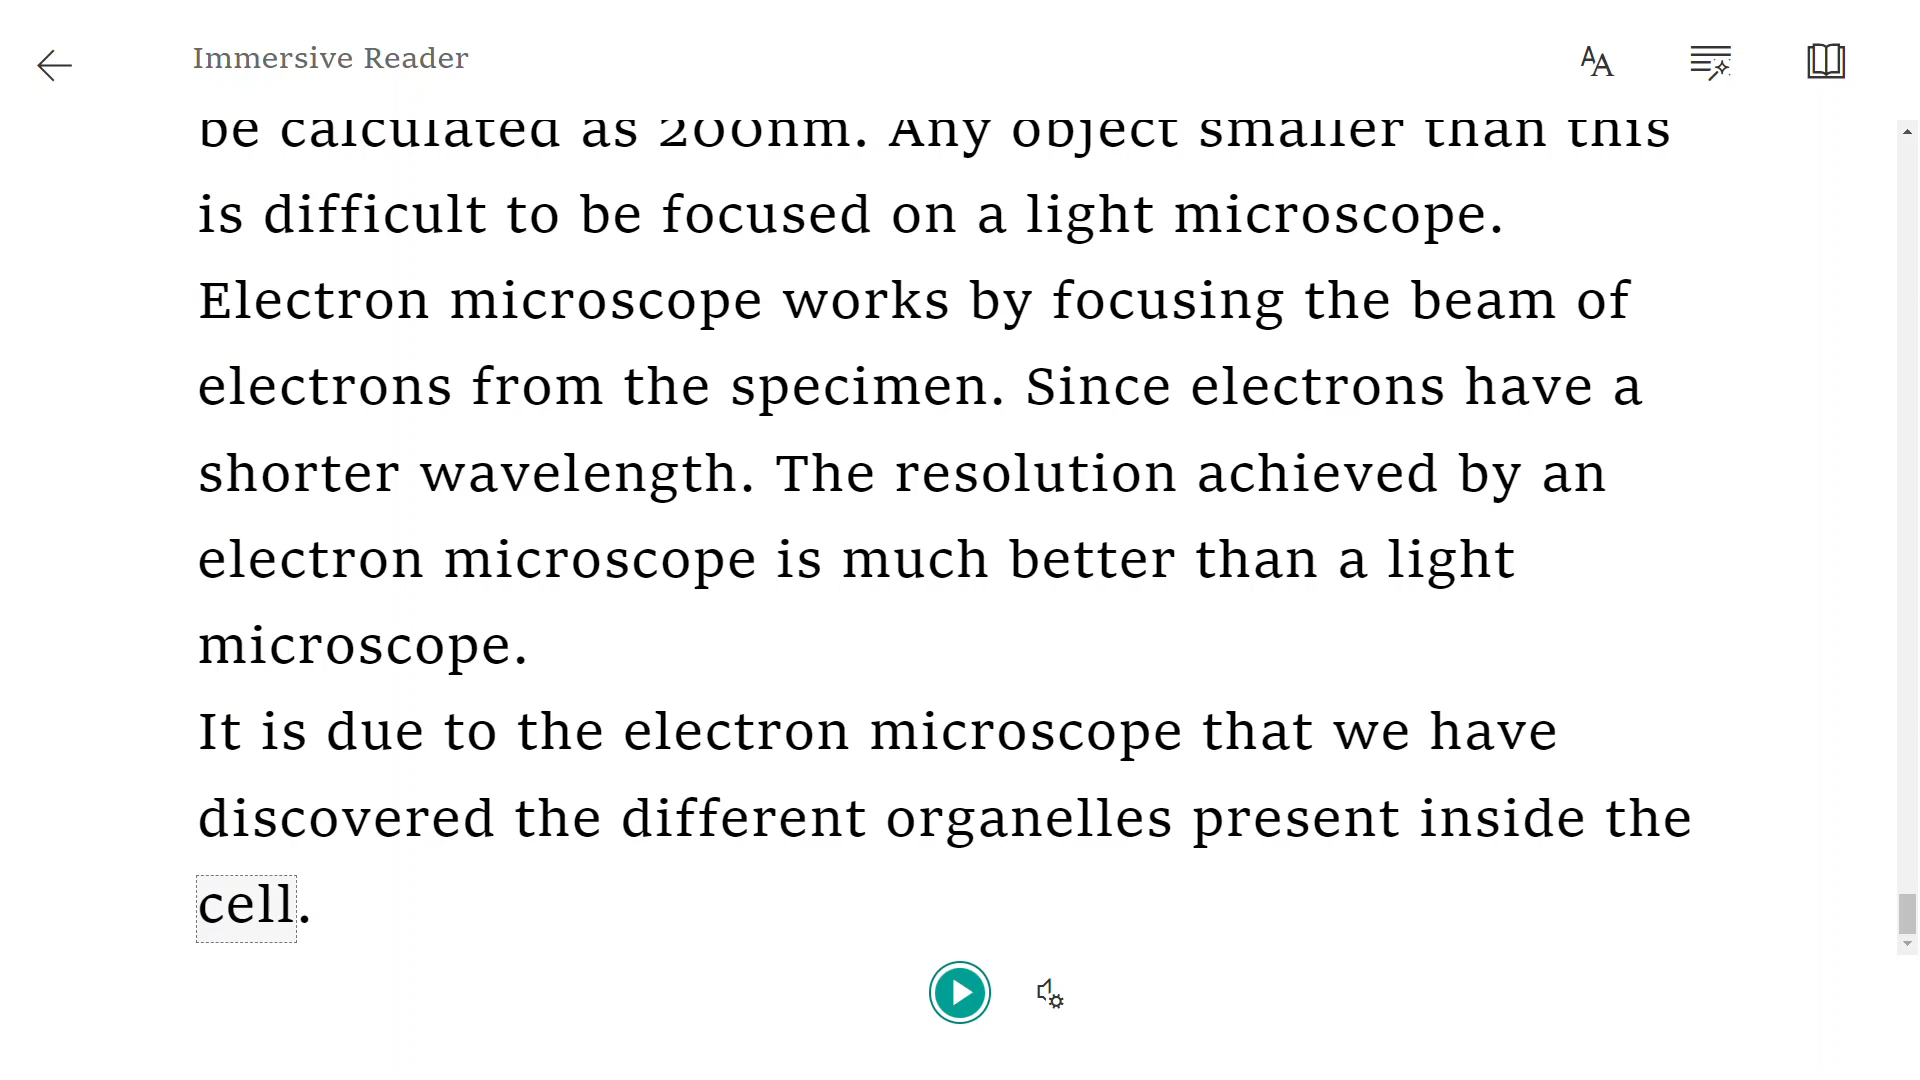 Immersive Reader
be calculated as 200nm. Any object smaller than this
is difficult to be focused on a light microscope.
Electron microscope works by focusing the beam of
electrons from the specimen. Since electrons have a
shorter wavelength. The resolution achieved by an
electron microscope is much better than a light
microscope.
It is due to the electron microscope that we have
discovered the different organelles present inside the
cell.